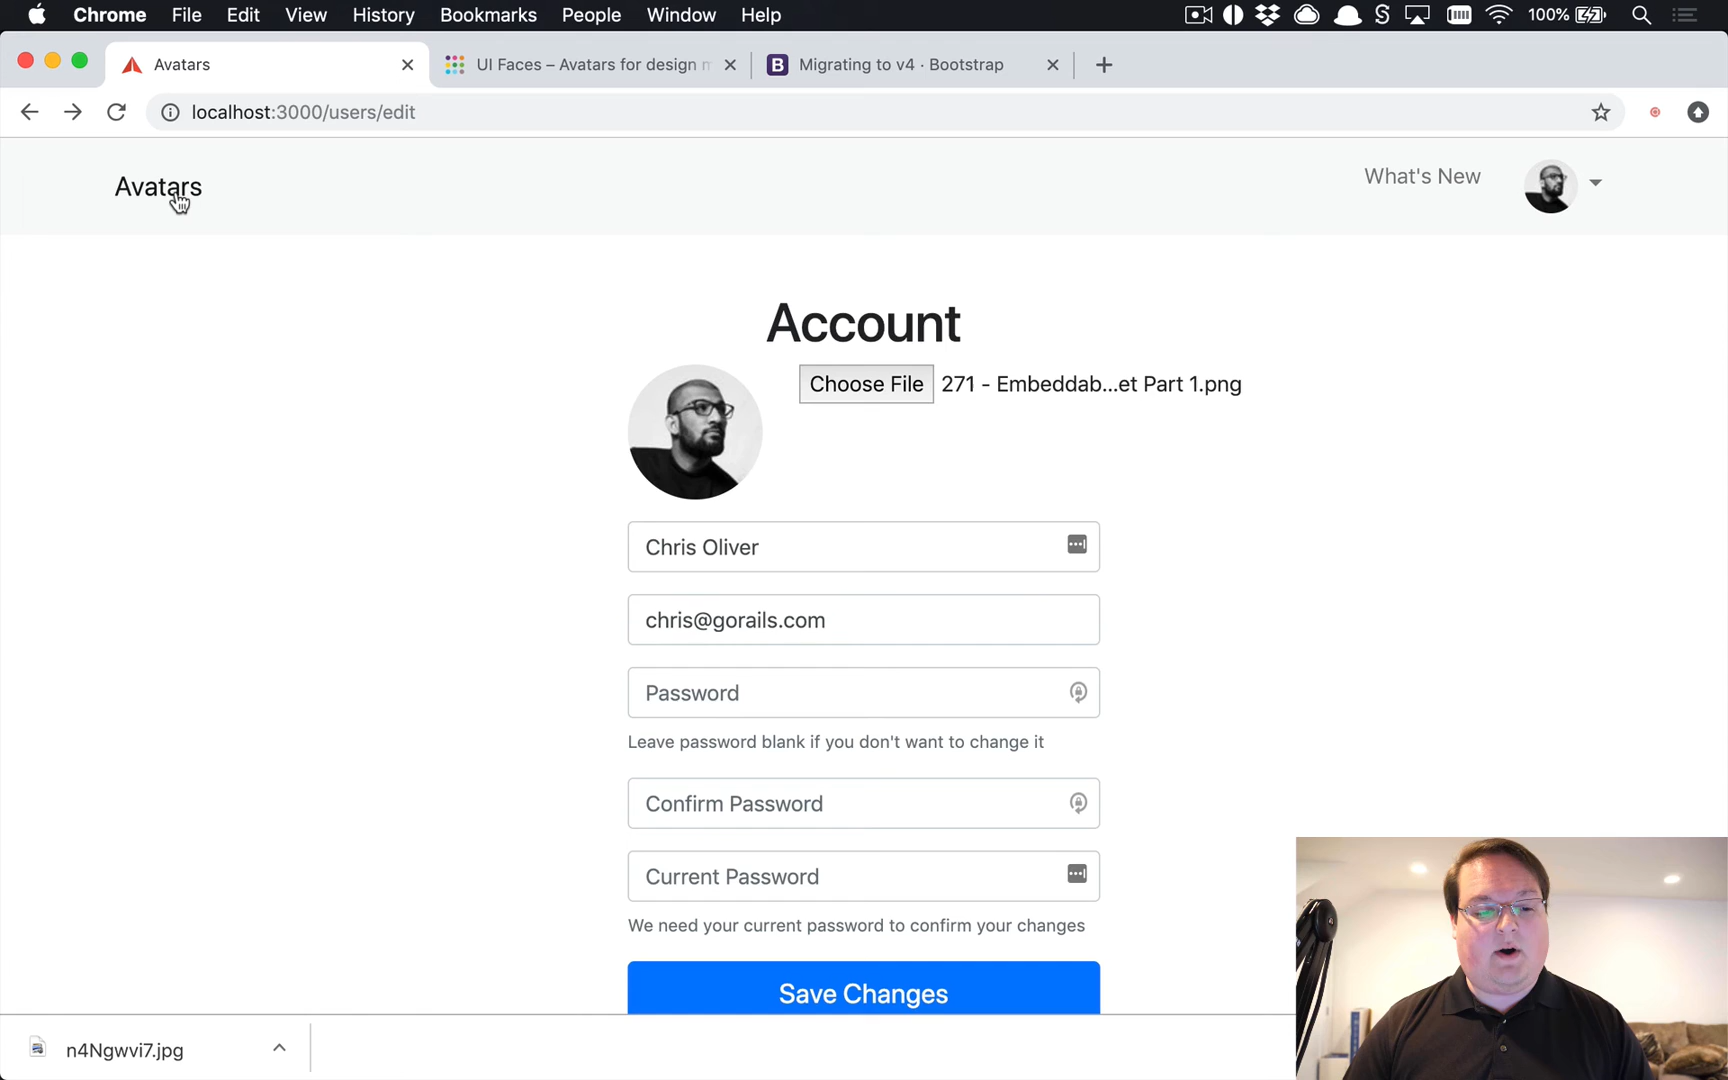 Chrome File Edit View History Bookmarks People Window Help 100%
Avatars UI Faces – Avatars for design m Migrating to v4 · Bootstrap
localhost:3000/users/edit
Avatars What's New
Account
Choose File 271 - Embeddab...et Part 1.png
Chris Oliver
chris@gorails.com
Password
Leave password blank if you don't want to change it
Confirm Password
Current Password
We need your current password to confirm your changes
Save Changes
n4Ngwvi7.jpg